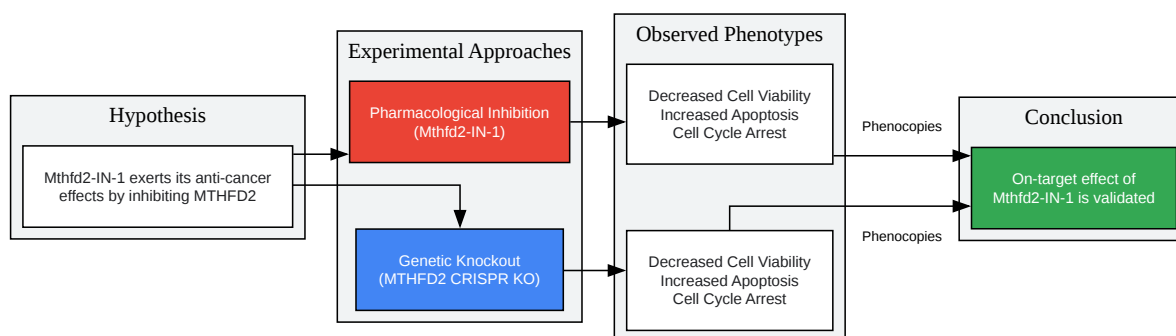 Hypothesis
Mthfd2-IN-1 exerts its anti-cancer
effects by inhibiting MTHFD2
Experimental Approaches
Pharmacological Inhibition
(Mthfd2-IN-1)
Genetic Knockout
(MTHFD2 CRISPR KO)
Observed Phenotypes
Decreased Cell Viability
Increased Apoptosis
Cell Cycle Arrest
Decreased Cell Viability
Increased Apoptosis
Cell Cycle Arrest
Phenocopies
Phenocopies
Conclusion
On-target effect of
Mthfd2-IN-1 is validated